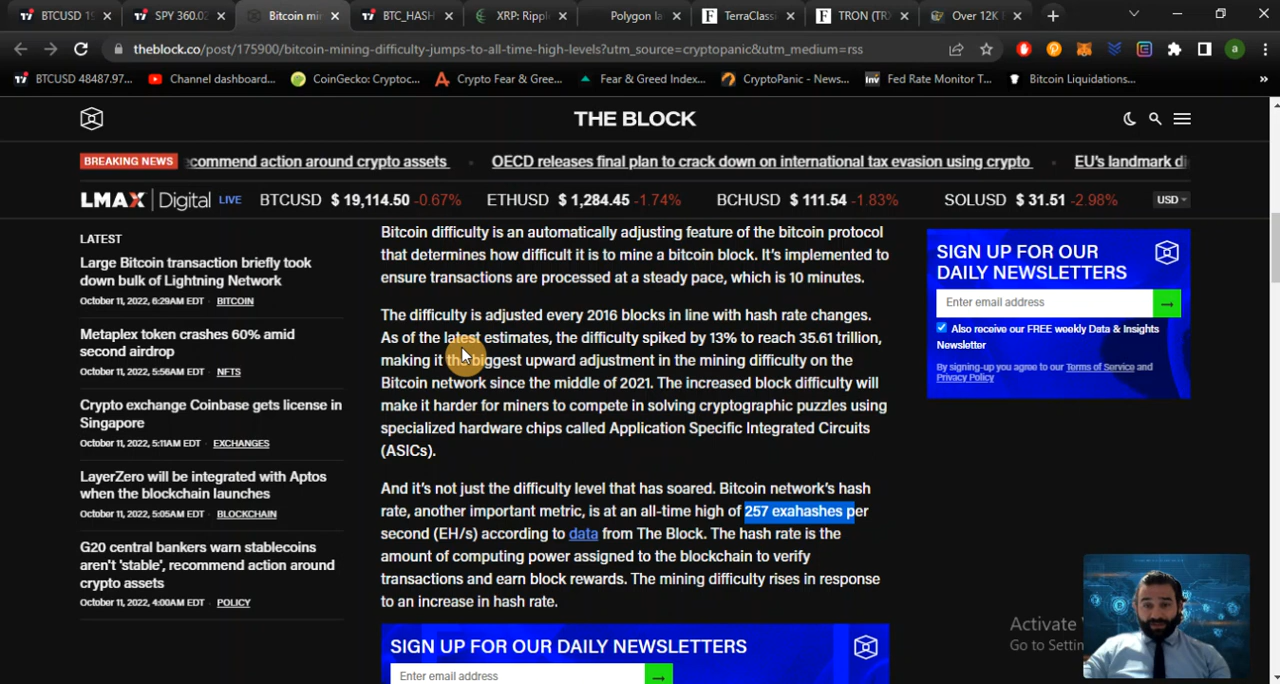 BTCUSD 19
SPY 360.02
Bitcoin min
BTC_HASH
XRP: Rippl
Polygon la
TerraClass
TRON (TRX
Over 12K
theblock.co/post/175900/bitcoin-mining-difficulty-jumps-to-all-time-high-levels?utm_source=cryptopanic&utm_medium=rss
a
BTCUSD 48487.97...
Channel dashboard...
CoinGecko: Cryptoc...
Crypto Fear & Gree...
Fear & Greed Index...
CryptoPanic - News...
Inv
Fed Rate Monitor T...
Bitcoin Liquidations...
»
THE BLOCK
BREAKING NEWS
commend action around crypto assets • OECD releases final plan to crack down on international tax evasion using crypto • EU's landmark di
LMAX Digital LIVE BTCUSD $ 19,114.50 -0.67% ETHUSD $ 1,284.45 -1.74% BCHUSD $ 111.54 -1.83% SOLUSD $ 31.51 -2.98% USD
LATEST
Large Bitcoin transaction briefly took
down bulk of Lightning Network
October 11, 2022, 6:29AM EDT · BITCOIN
Metaplex token crashes 60% amid
second airdrop
October 11, 2022, 5:56AM EDT · NFTS
Crypto exchange Coinbase gets license in
Singapore
October 11, 2022, 5:11AM EDT · EXCHANGES
LayerZero will be integrated with Aptos
when the blockchain launches
October 11, 2022, 5:05AM EDT · BLOCKCHAIN
G20 central bankers warn stablecoins
aren't 'stable', recommend action around
crypto assets
October 11, 2022, 4:00AM EDT · POLICY
Bitcoin difficulty is an automatically adjusting feature of the bitcoin protocol
that determines how difficult it is to mine a bitcoin block. It's implemented to
ensure transactions are processed at a steady pace, which is 10 minutes.
The difficulty is adjusted every 2016 blocks in line with hash rate changes.
As of the latest estimates, the difficulty spiked by 13% to reach 35.61 trillion,
making it the biggest upward adjustment in the mining difficulty on the
Bitcoin network since the middle of 2021. The increased block difficulty will
make it harder for miners to compete in solving cryptographic puzzles using
specialized hardware chips called Application Specific Integrated Circuits
(ASICs).
And it's not just the difficulty level that has soared. Bitcoin network's hash
rate, another important metric, is at an all-time high of 257 exahashes per
second (EH/s) according to data from The Block. The hash rate is the
amount of computing power assigned to the blockchain to verify
transactions and earn block rewards. The mining difficulty rises in response
to an increase in hash rate.
SIGN UP FOR OUR DAILY NEWSLETTERS
Enter email address
→
SIGN UP FOR OUR
DAILY NEWSLETTERS
Enter email address
→
Also receive our FREE weekly Data & Insights
Newsletter
By signing-up you agree to our Terms of Service and
Privacy Policy
Activate
Go to Settin